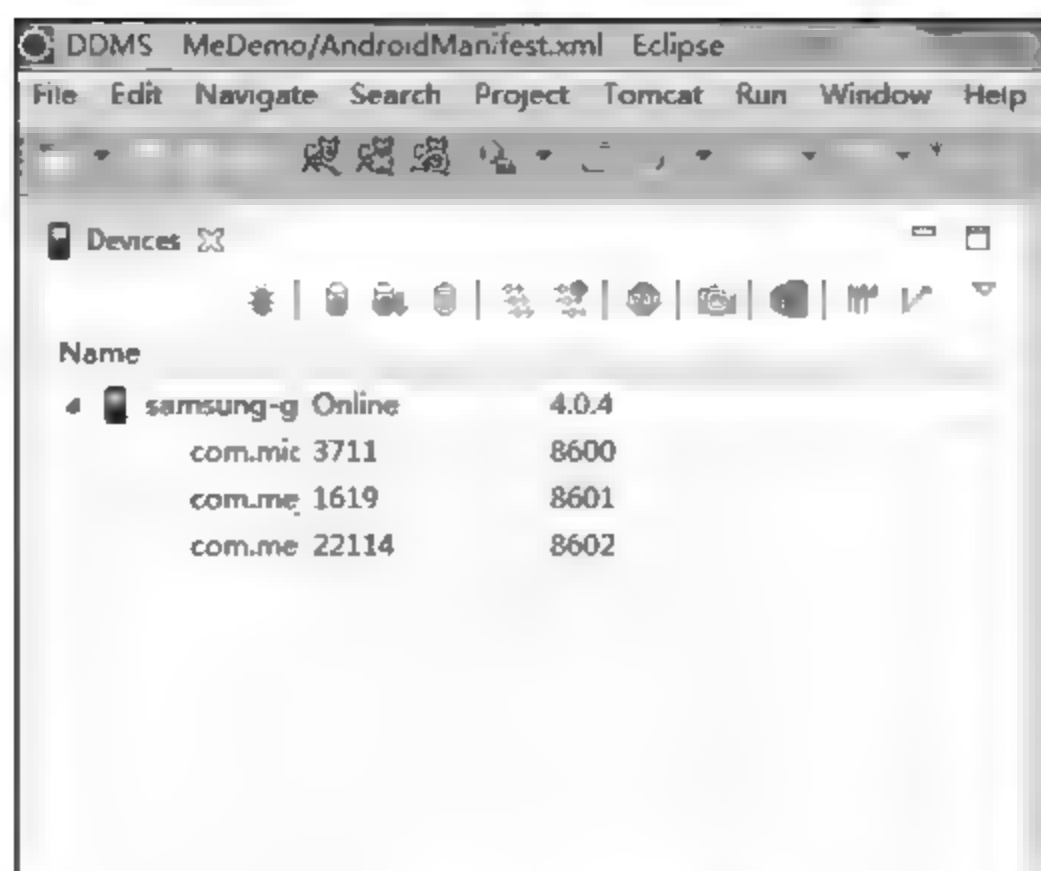 DDMS MeDemo/AndroidManifest.xml Eclipse
File Edit Navigate Search Project Tomcat Run Window Help
Devices
Name
samsung-g Online 4.0.4
com.mic 3711 8600
com.me 1619 8601
com.me 22114 8602